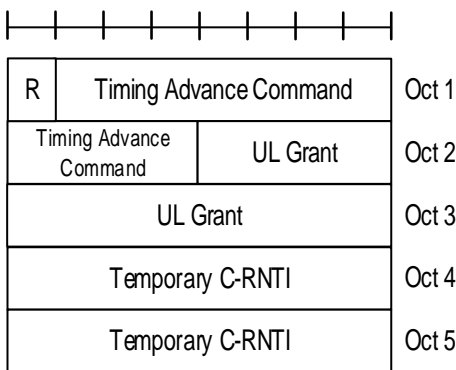 R Timing Advance Command Oct 1
Timing Advance
Command UL Grant Oct 2
UL Grant Oct 3
Temporary C-RNTI Oct 4
Temporary C-RNTI Oct 5